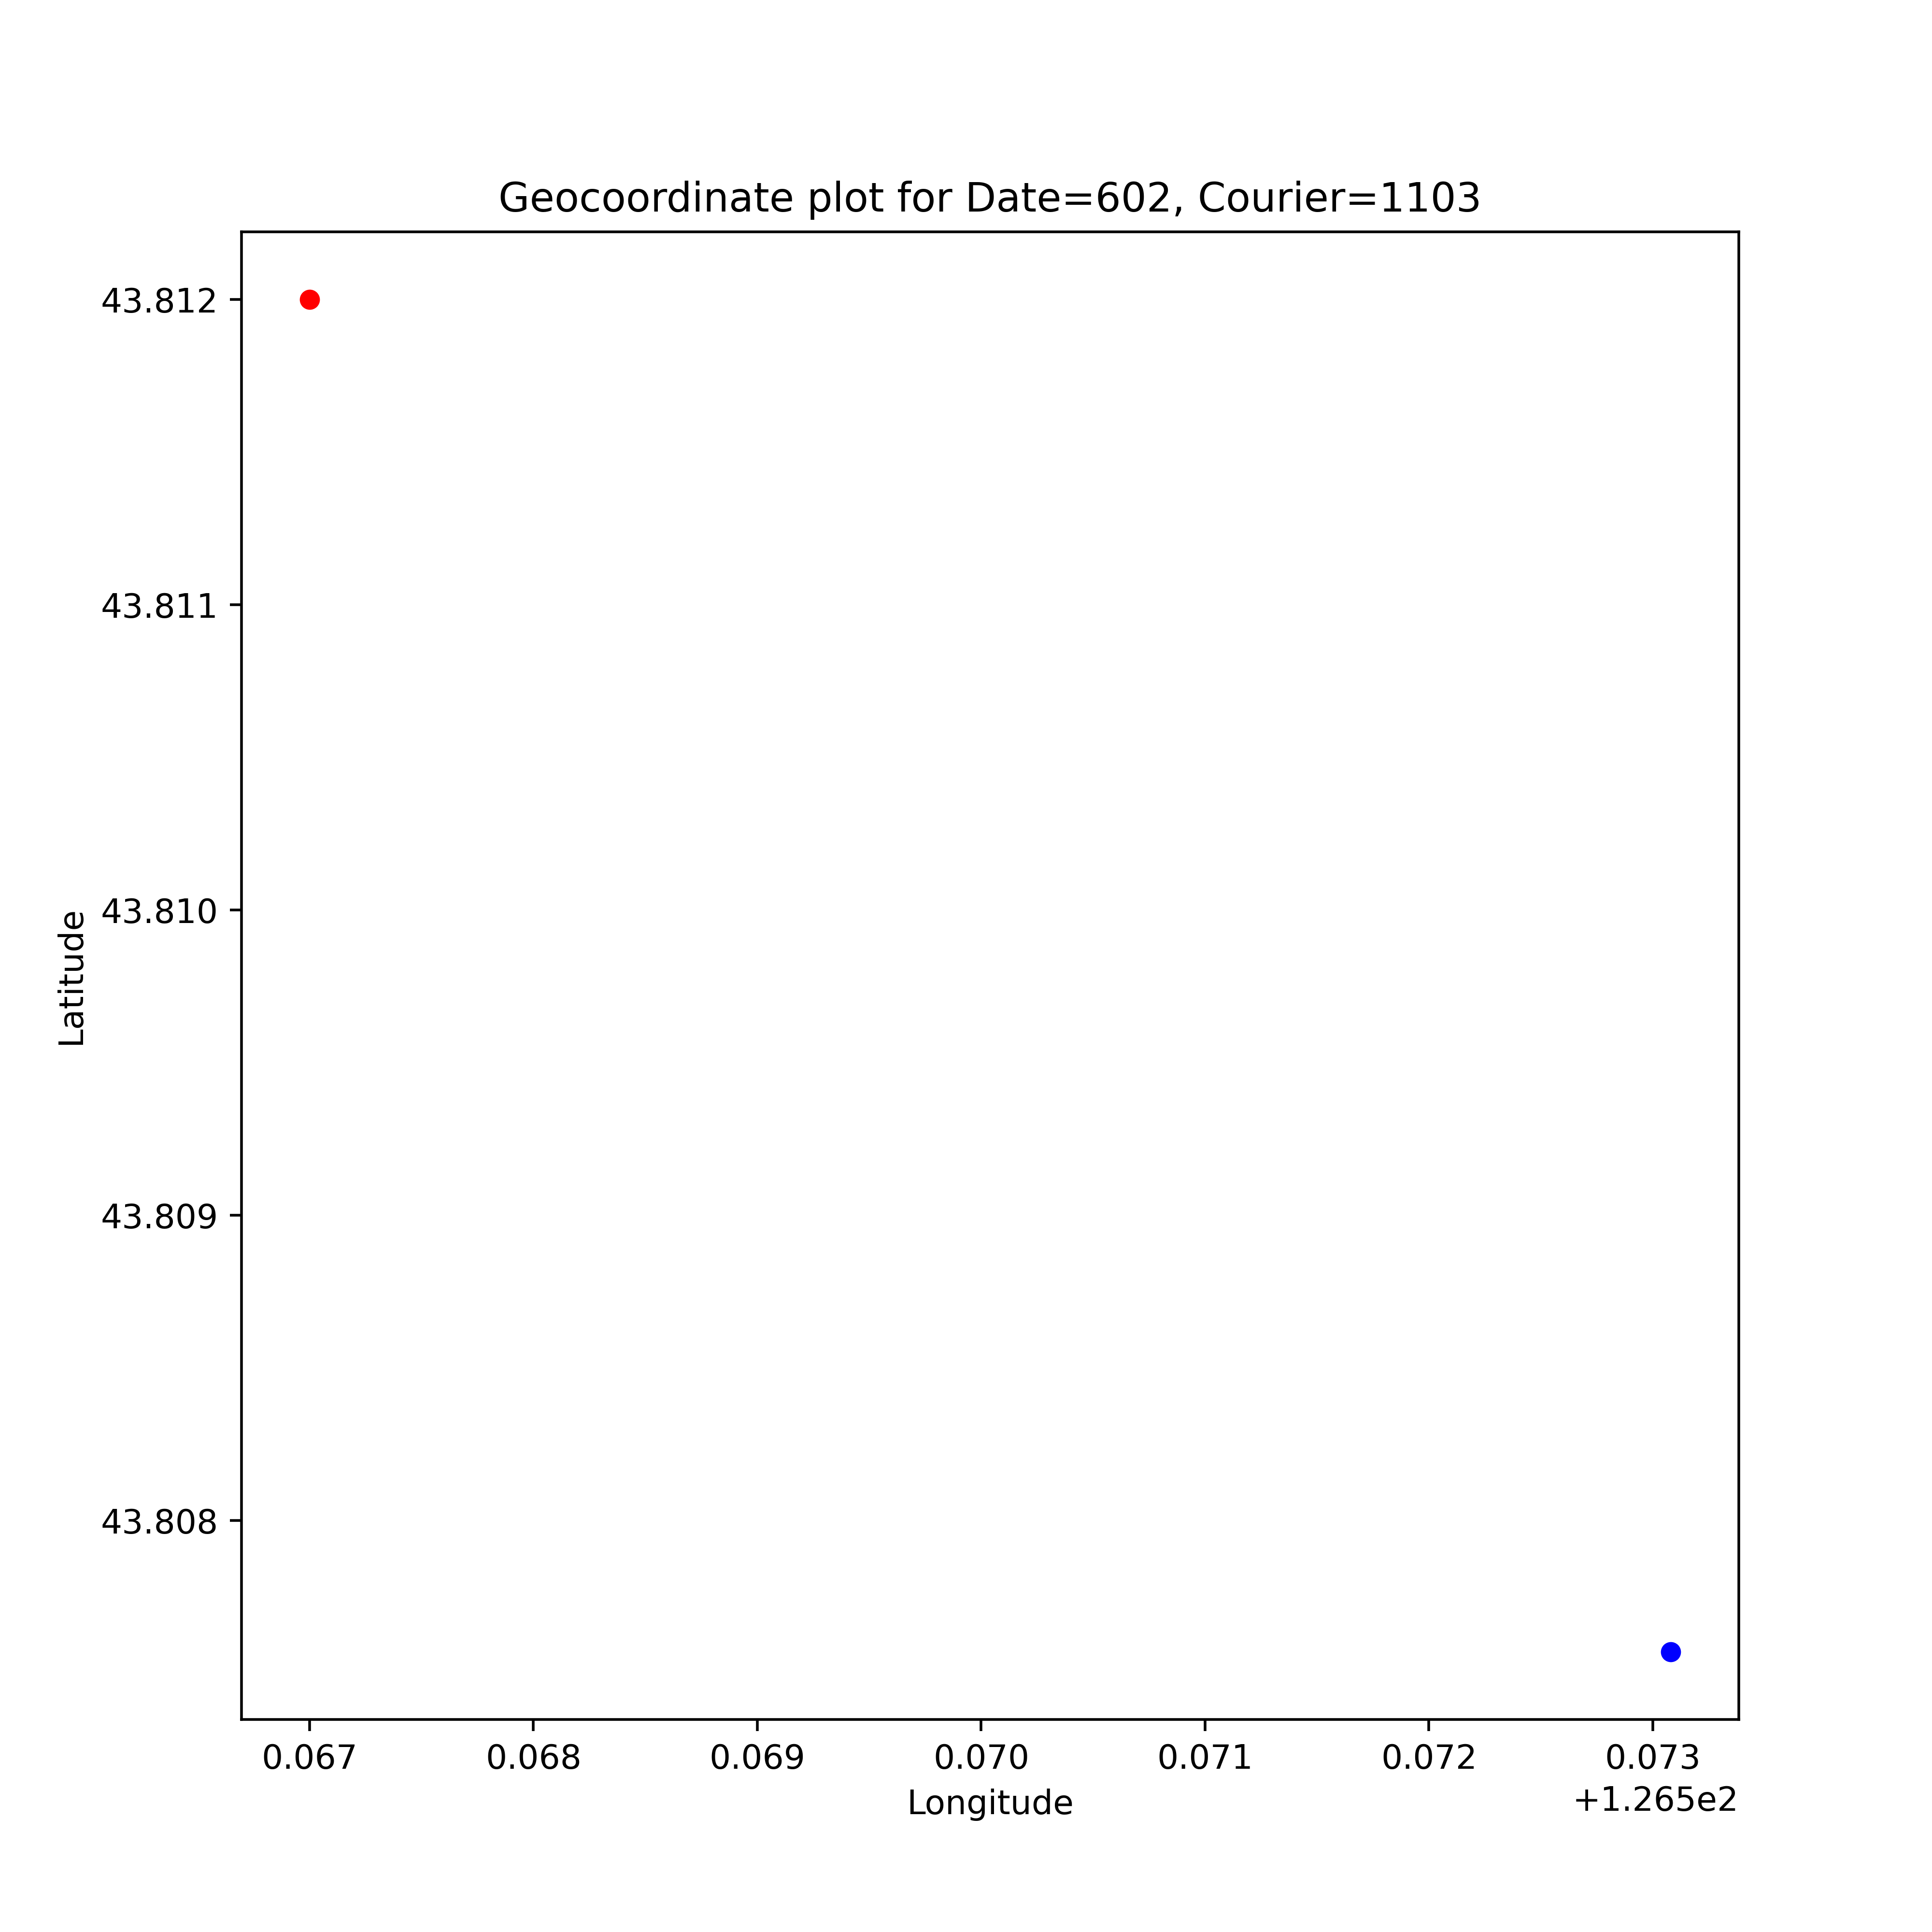 Geocoordinate plot for Date=602, Courier=1103
43.812
43.811
43.810
43.809
43.808
Latitude
0.067 0.068 0.069 0.070 0.071 0.072 0.073
+1.265e2
Longitude